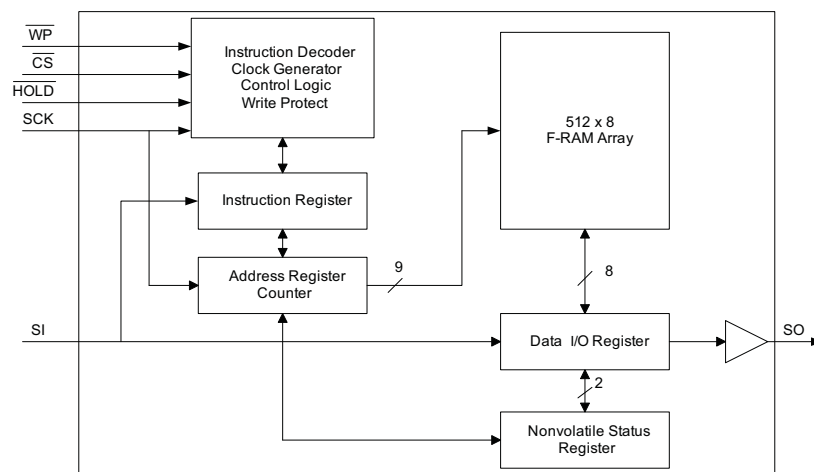 WP
CS
HOLD
SCK
Instruction Decoder
Clock Generator
Control Logic
Write Protect
512 x 8
F-RAM Array
Instruction Register
Address Register
Counter
9
8
SI
Data I/O Register
SO
2
Nonvolatile Status
Register